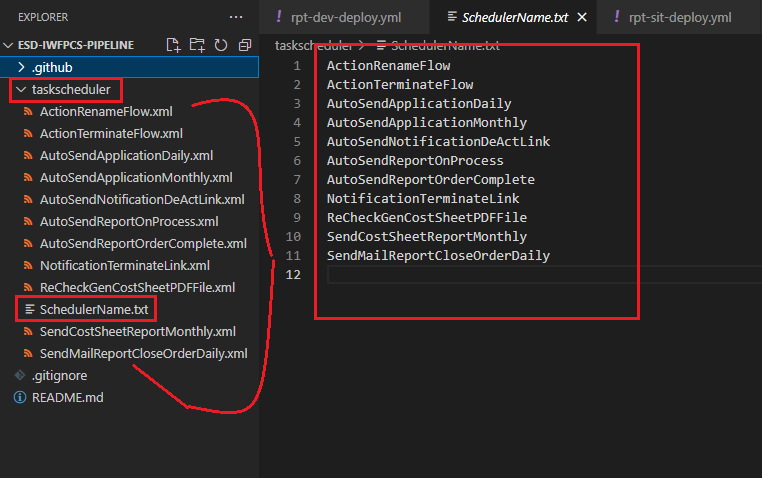 EXPLORER
ESD-IWFPCS-PIPELINE
.github
taskscheduler
ActionRenameFlow.xml
ActionTerminateFlow.xml
AutoSendApplicationDaily.xml
AutoSendApplicationMonthly.xml
AutoSendNotificationDeActLink.xml
AutoSendReportOnProcess.xml
AutoSendReportOrderComplete.xml
NotificationTerminateLink.xml
ReCheckGenCostSheetPDFFile.xml
SchedulerName.txt
SendCostSheetReportMonthly.xml
SendMailReportCloseOrderDaily.xml
.gitignore
README.md
rpt-dev-deploy.yml
SchedulerName.txt
rpt-sit-deploy.yml
taskscheduler > SchedulerName.txt
1 ActionRenameFlow
2 ActionTerminateFlow
3 AutoSendApplicationDaily
4 AutoSendApplicationMonthly
5 AutoSendNotificationDeActLink
6 AutoSendReportOnProcess
7 AutoSendReportOrderComplete
8 NotificationTerminateLink
9 ReCheckGenCostSheetPDFFile
10 SendCostSheetReportMonthly
11 SendMailReportCloseOrderDaily
12